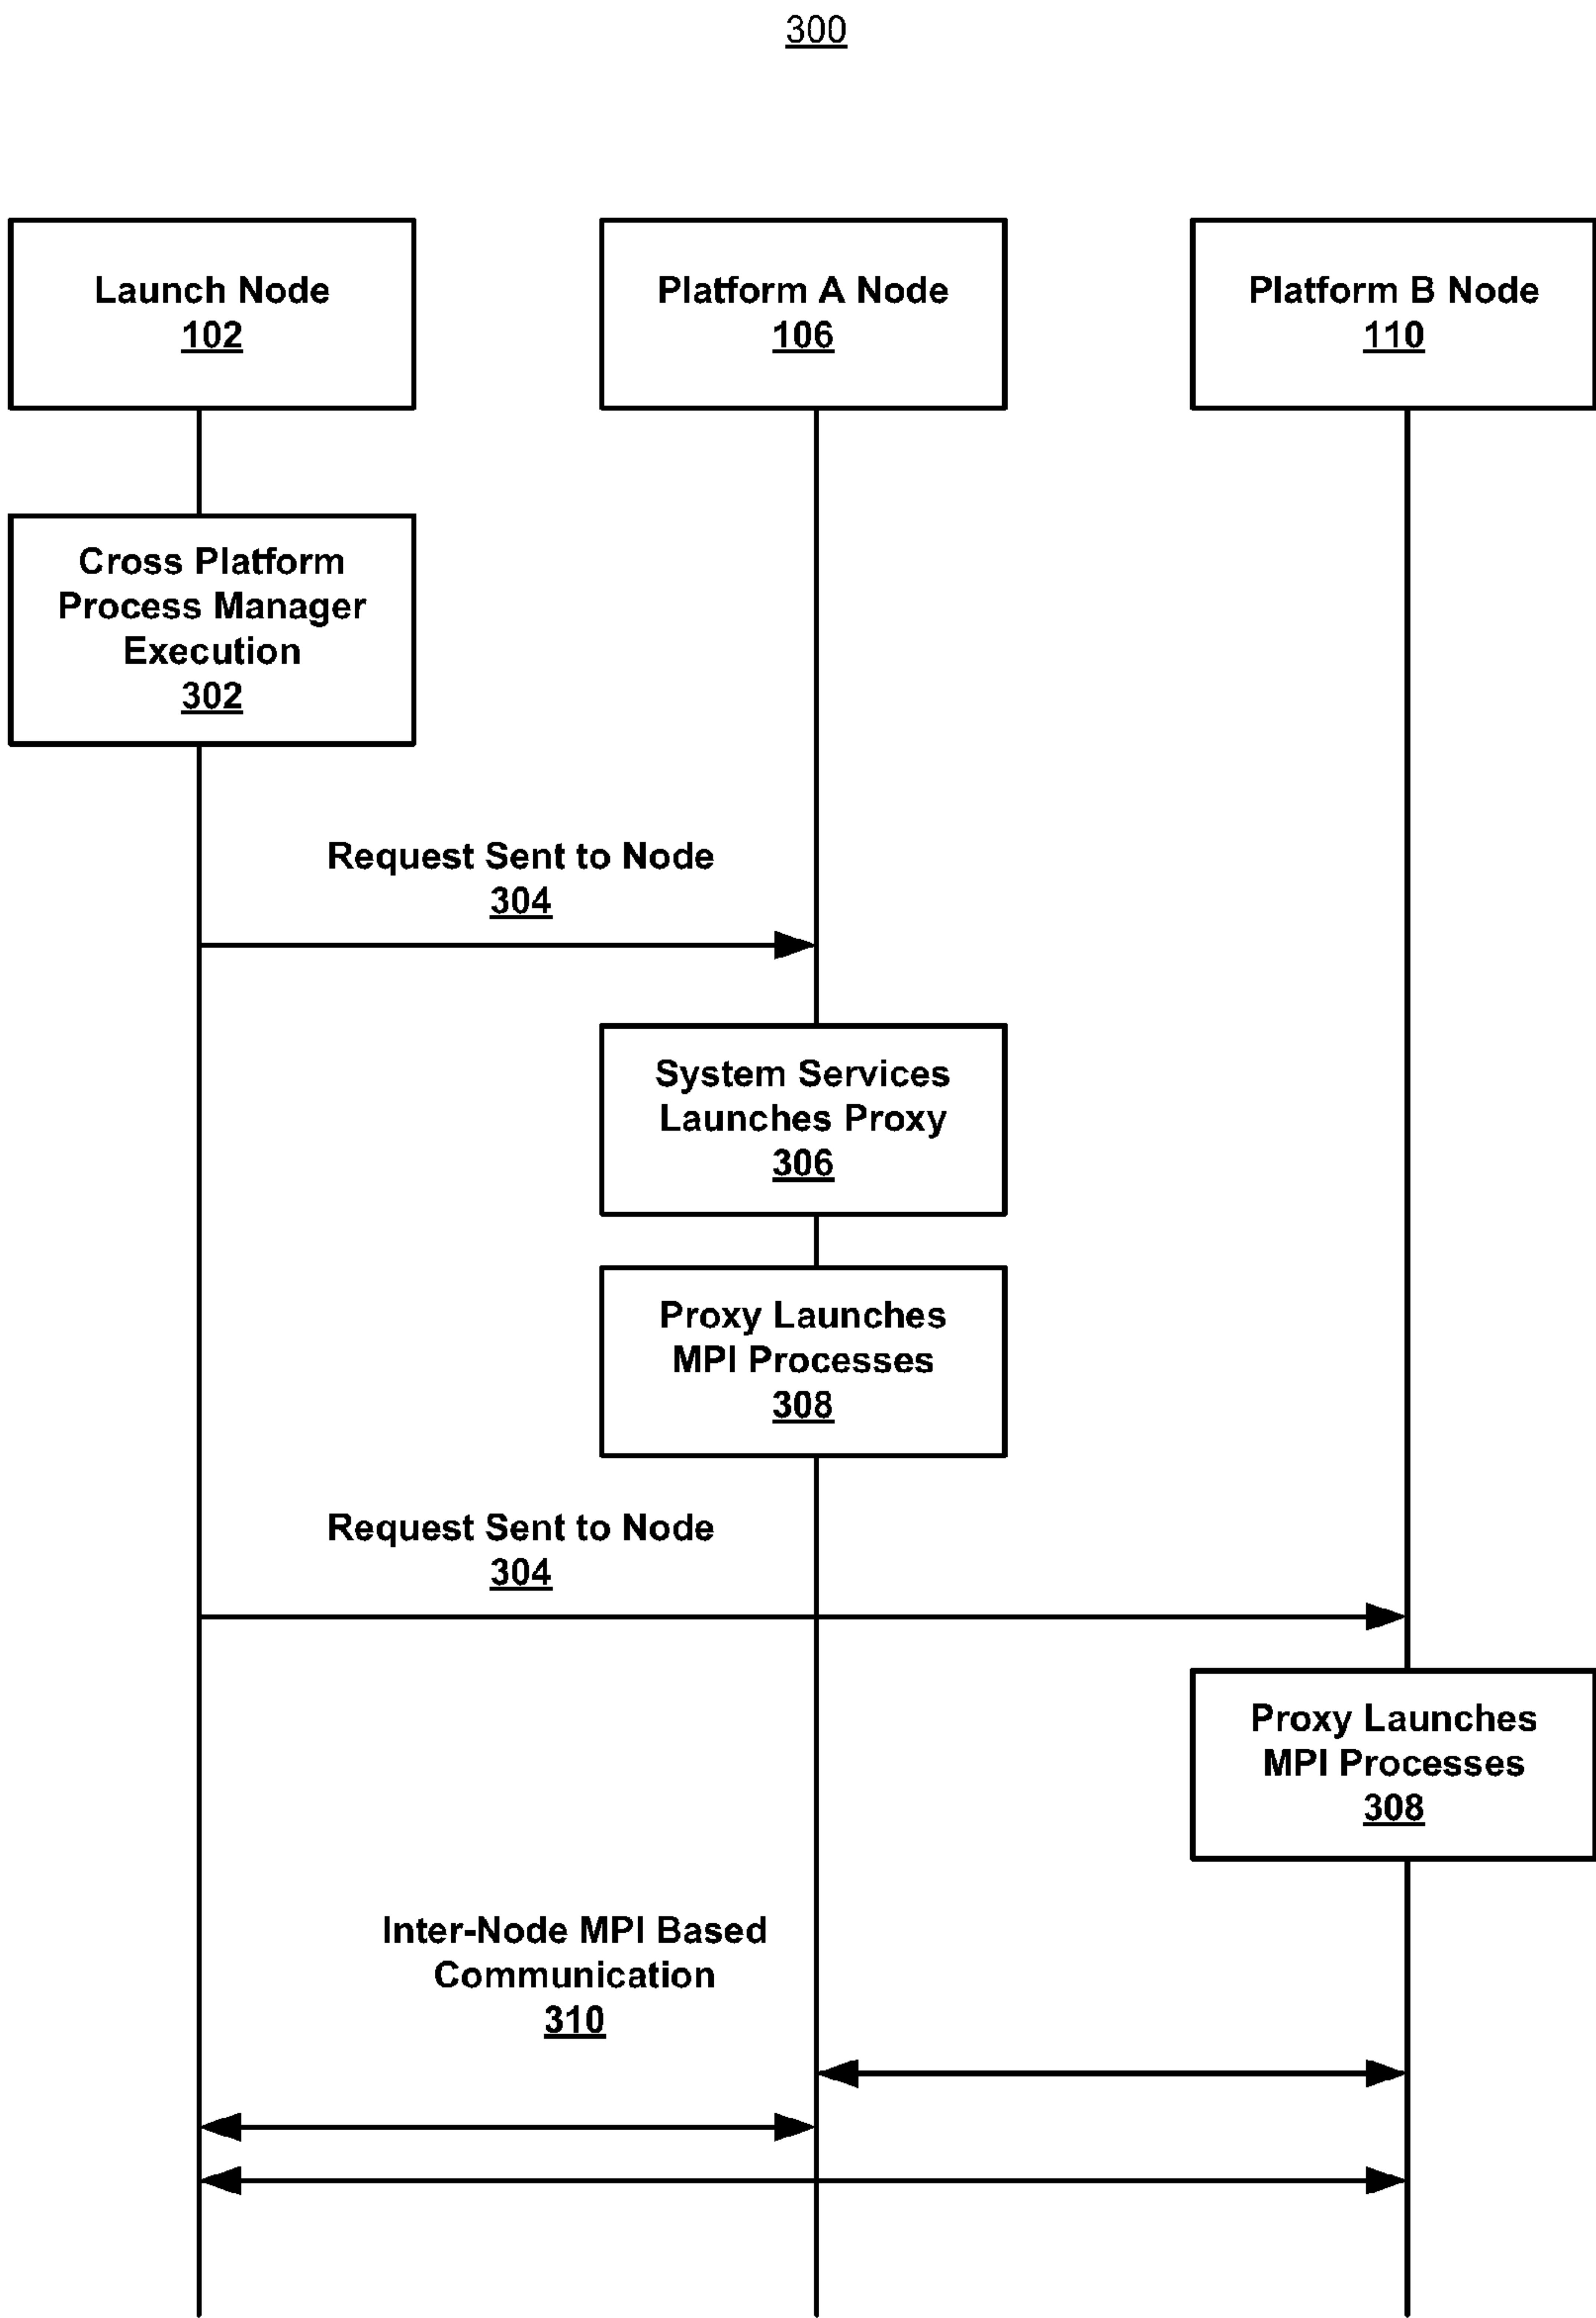 300
Launch Node
102
Platform A Node
106
Platform B Node
110
Cross Platform
Process Manager
Execution
302
Request Sent to Node
304
System Services
Launches Proxy
306
Proxy Launches
MPI Processes
308
Request Sent to Node
304
Proxy Launches
MPI Processes
308
Inter-Node MPI Based
Communication
310